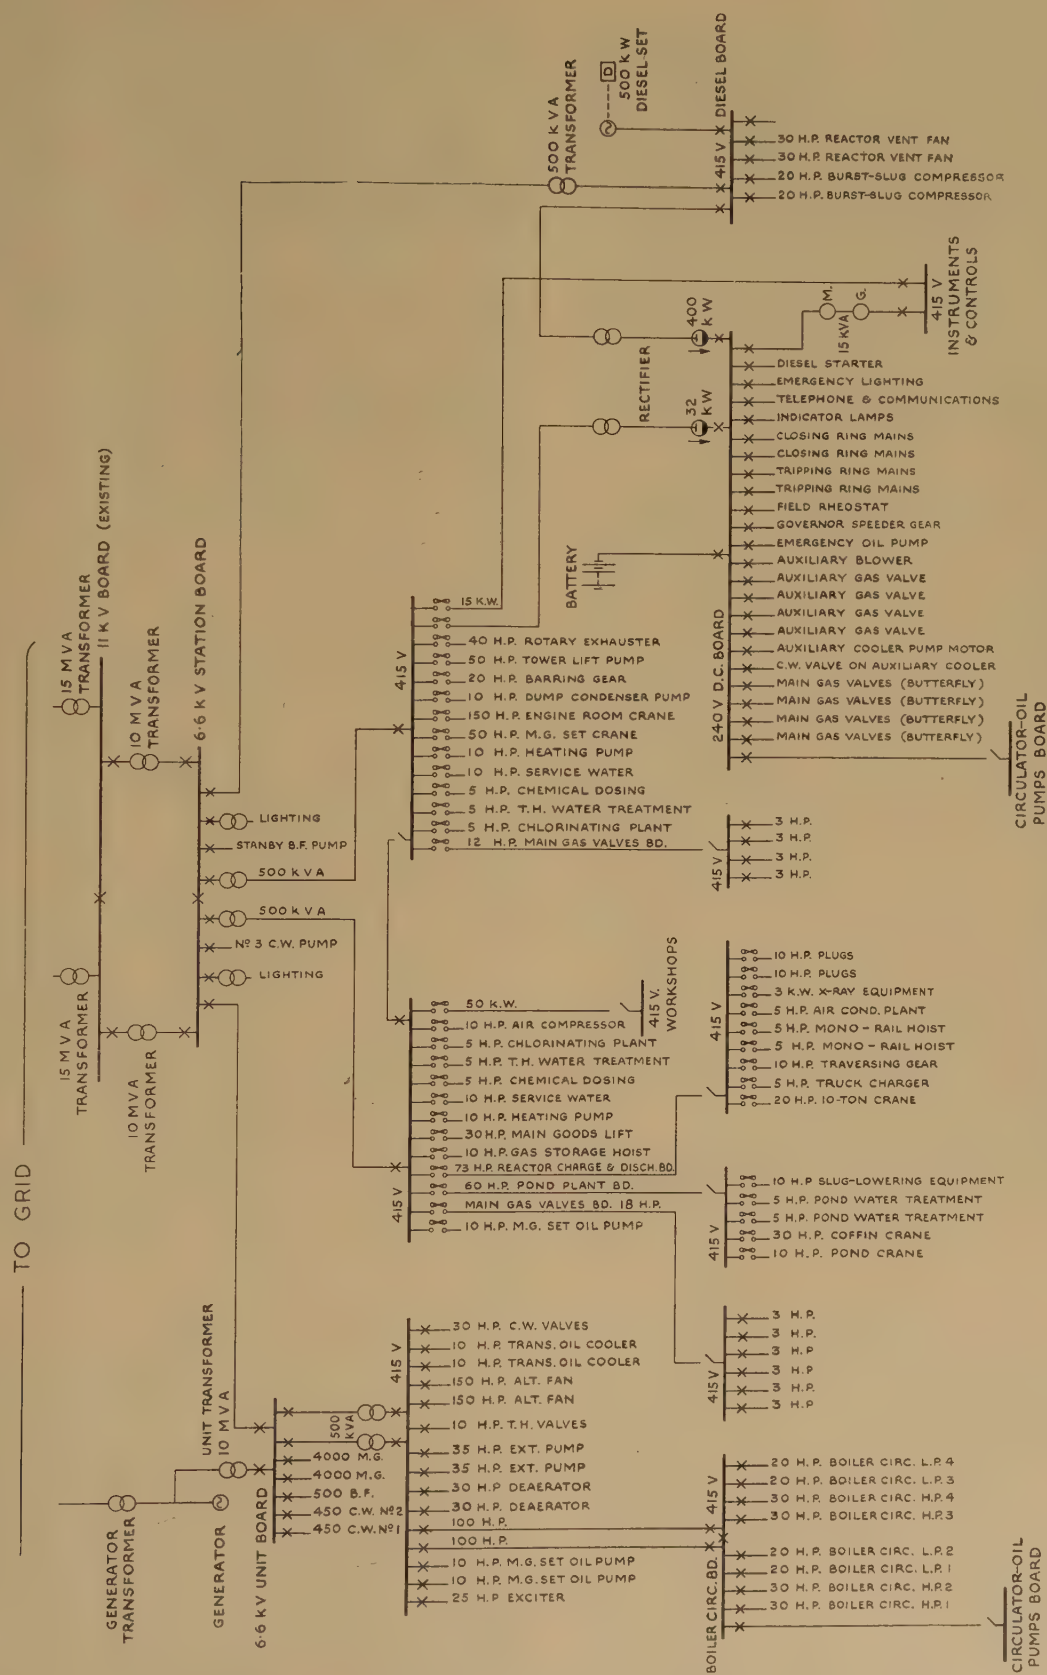 TO GRID
15 MVA
TRANSFORMER
11 KV BOARD (EXISTING)
10 MVA
TRANSFORMER
6·6 KV STATION BOARD
15 MVA
TRANSFORMER
10 MVA
TRANSFORMER
LIGHTING
STANBY B.F. PUMP
500 KVA
500 KVA
Nº 3 C.W. PUMP
LIGHTING
500 KVA
TRANSFORMER
D
500 KW
DIESEL-SET
415 V DIESEL BOARD
30 H.P. REACTOR VENT FAN
30 H.P. REACTOR VENT FAN
20 H.P. BURST-SLUG COMPRESSOR
20 H.P. BURST-SLUG COMPRESSOR
415 V
INSTRUMENTS
& CONTROLS
M.
G.
15 KVA
RECTIFIER
400
KW
32
KW
BATTERY
240 V D.C. BOARD
DIESEL STARTER
EMERGENCY LIGHTING
TELEPHONE & COMMUNICATIONS
INDICATOR LAMPS
CLOSING RING MAINS
CLOSING RING MAINS
TRIPPING RING MAINS
TRIPPING RING MAINS
FIELD RHEOSTAT
GOVERNOR SPEEDER GEAR
EMERGENCY OIL PUMP
AUXILIARY BLOWER
AUXILIARY GAS VALVE
AUXILIARY GAS VALVE
AUXILIARY GAS VALVE
AUXILIARY GAS VALVE
AUXILIARY COOLER PUMP MOTOR
C.W. VALVE ON AUXILIARY COOLER
MAIN GAS VALVES (BUTTERFLY)
MAIN GAS VALVES (BUTTERFLY)
MAIN GAS VALVES (BUTTERFLY)
MAIN GAS VALVES (BUTTERFLY)
CIRCULATOR-OIL
PUMPS BOARD
415 V
15 K.W.
40 H.P. ROTARY EXHAUSTER
50 H.P. TOWER LIFT PUMP
20 H.P. BARRING GEAR
10 H.P. DUMP CONDENSER PUMP
150 H.P. ENGINE ROOM CRANE
50 H.P. M.G. SET CRANE
10 H.P. HEATING PUMP
10 H.P. SERVICE WATER
5 H.P. CHEMICAL DOSING
5 H.P. T.H. WATER TREATMENT
5 H.P. CHLORINATING PLANT
12 H.P. MAIN GAS VALVES BD.
415 V
3 H.P.
3 H.P.
3 H.P.
3 H.P.
415 V
50 K.W.
10 H.P. AIR COMPRESSOR
5 H.P. CHLORINATING PLANT
5 H.P. T.H. WATER TREATMENT
5 H.P. CHEMICAL DOSING
10 H.P. SERVICE WATER
10 H.P. HEATING PUMP
30 H.P. MAIN GOODS LIFT
10 H.P. GAS STORAGE HOIST
73 H.P. REACTOR CHARGE & DISCH. BD.
60 H.P. POND PLANT BD.
MAIN GAS VALVES BD. 18 H.P.
10 H.P. M.G. SET OIL PUMP
415 V.
WORKSHOPS
415 V
10 H.P. PLUGS
10 H.P. PLUGS
3 K.W. X-RAY EQUIPMENT
5 H.P. AIR COND. PLANT
5 H.P. MONO-RAIL HOIST
5 H.P. MONO-RAIL HOIST
10 H.P. TRAVERSING GEAR
5 H.P. TRUCK CHARGER
20 H.P. 10-TON CRANE
415 V
10 H.P SLUG-LOWERING EQUIPMENT
5 H.P. POND WATER TREATMENT
5 H.P. POND WATER TREATMENT
30 H.P. COFFIN CRANE
10 H.P. POND CRANE
415 V
3 H.P.
3 H.P.
3 H.P
3 H.P
3 H.P.
3 H.P
GENERATOR
TRANSFORMER
GENERATOR
UNIT TRANSFORMER
10 MVA
6·6 KV UNIT BOARD
500
KVA
4000 M.G.
4000 M.G.
500 B.F.
450 C.W. Nº2
450 C.W. Nº1
415 V
30 H.P. C.W. VALVES
10 H.P. TRANS. OIL COOLER
10 H.P. TRANS. OIL COOLER
150 H.P. ALT. FAN
150 H.P. ALT. FAN
10 H.P. T.H. VALVES
35 H.P. EXT. PUMP
35 H.P. EXT. PUMP
30 H.P DEAERATOR
30 H.P DEAERATOR
100 H.P.
100 H.P.
10 H.P. M.G. SET OIL PUMP
10 H.P. M.G. SET OIL PUMP
25 H.P EXCITER
BOILER CIRC. BD.
415 V
20 H.P. BOILER CIRC. L.P. 4
20 H.P. BOILER CIRC. L.P. 3
30 H.P. BOILER CIRC. H.P. 4
30 H.P. BOILER CIRC. H.P. 3
20 H.P. BOILER CIRC. L.P. 2
20 H.P. BOILER CIRC. L.P. 1
30 H.P. BOILER CIRC. H.P. 2
30 H.P. BOILER CIRC. H.P. 1
CIRCULATOR-OIL
PUMPS BOARD